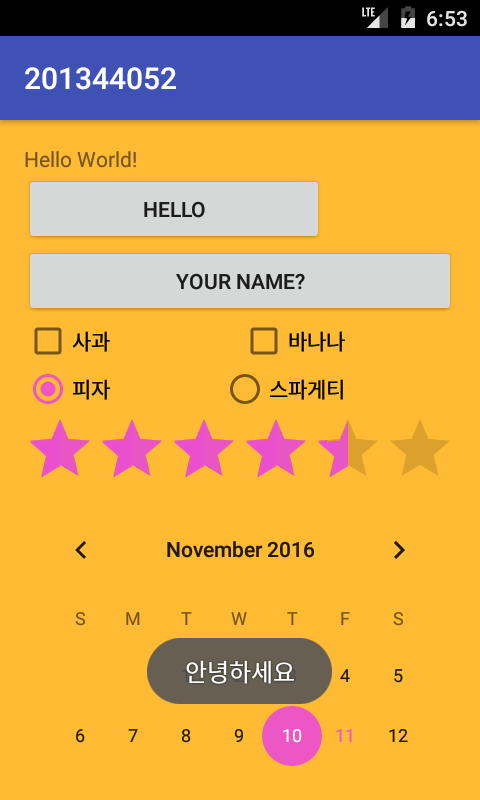 LTE 6:53
201344052
Hello World!
HELLO
YOUR NAME?
사과 바나나
피자 스파게티
November 2016
S M T W T F S
안녕하세요 4 5
6 7 8 9 10 11 12